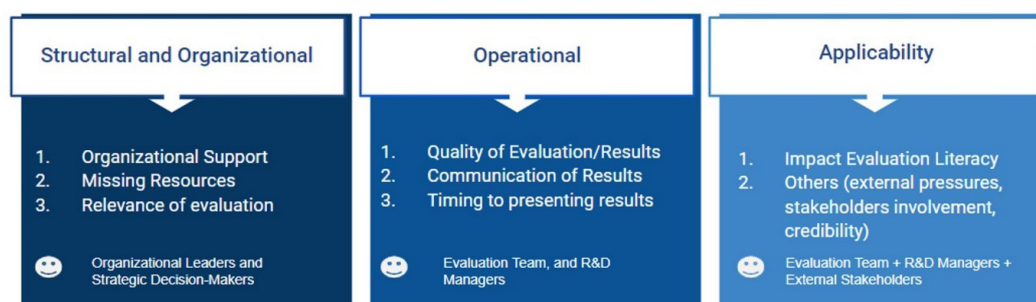 Structural and Organizational
1. Organizational Support
2. Missing Resources
3. Relevance of evaluation
Organizational Leaders and
Strategic Decision-Makers
Operational
1. Quality of Evaluation/Results
2. Communication of Results
3. Timing to presenting results
Evaluation Team, and R&D
Managers
Applicability
1. Impact Evaluation Literacy
2. Others (external pressures,
stakeholders involvement,
credibility)
Evaluation Team + R&D Managers +
External Stakeholders